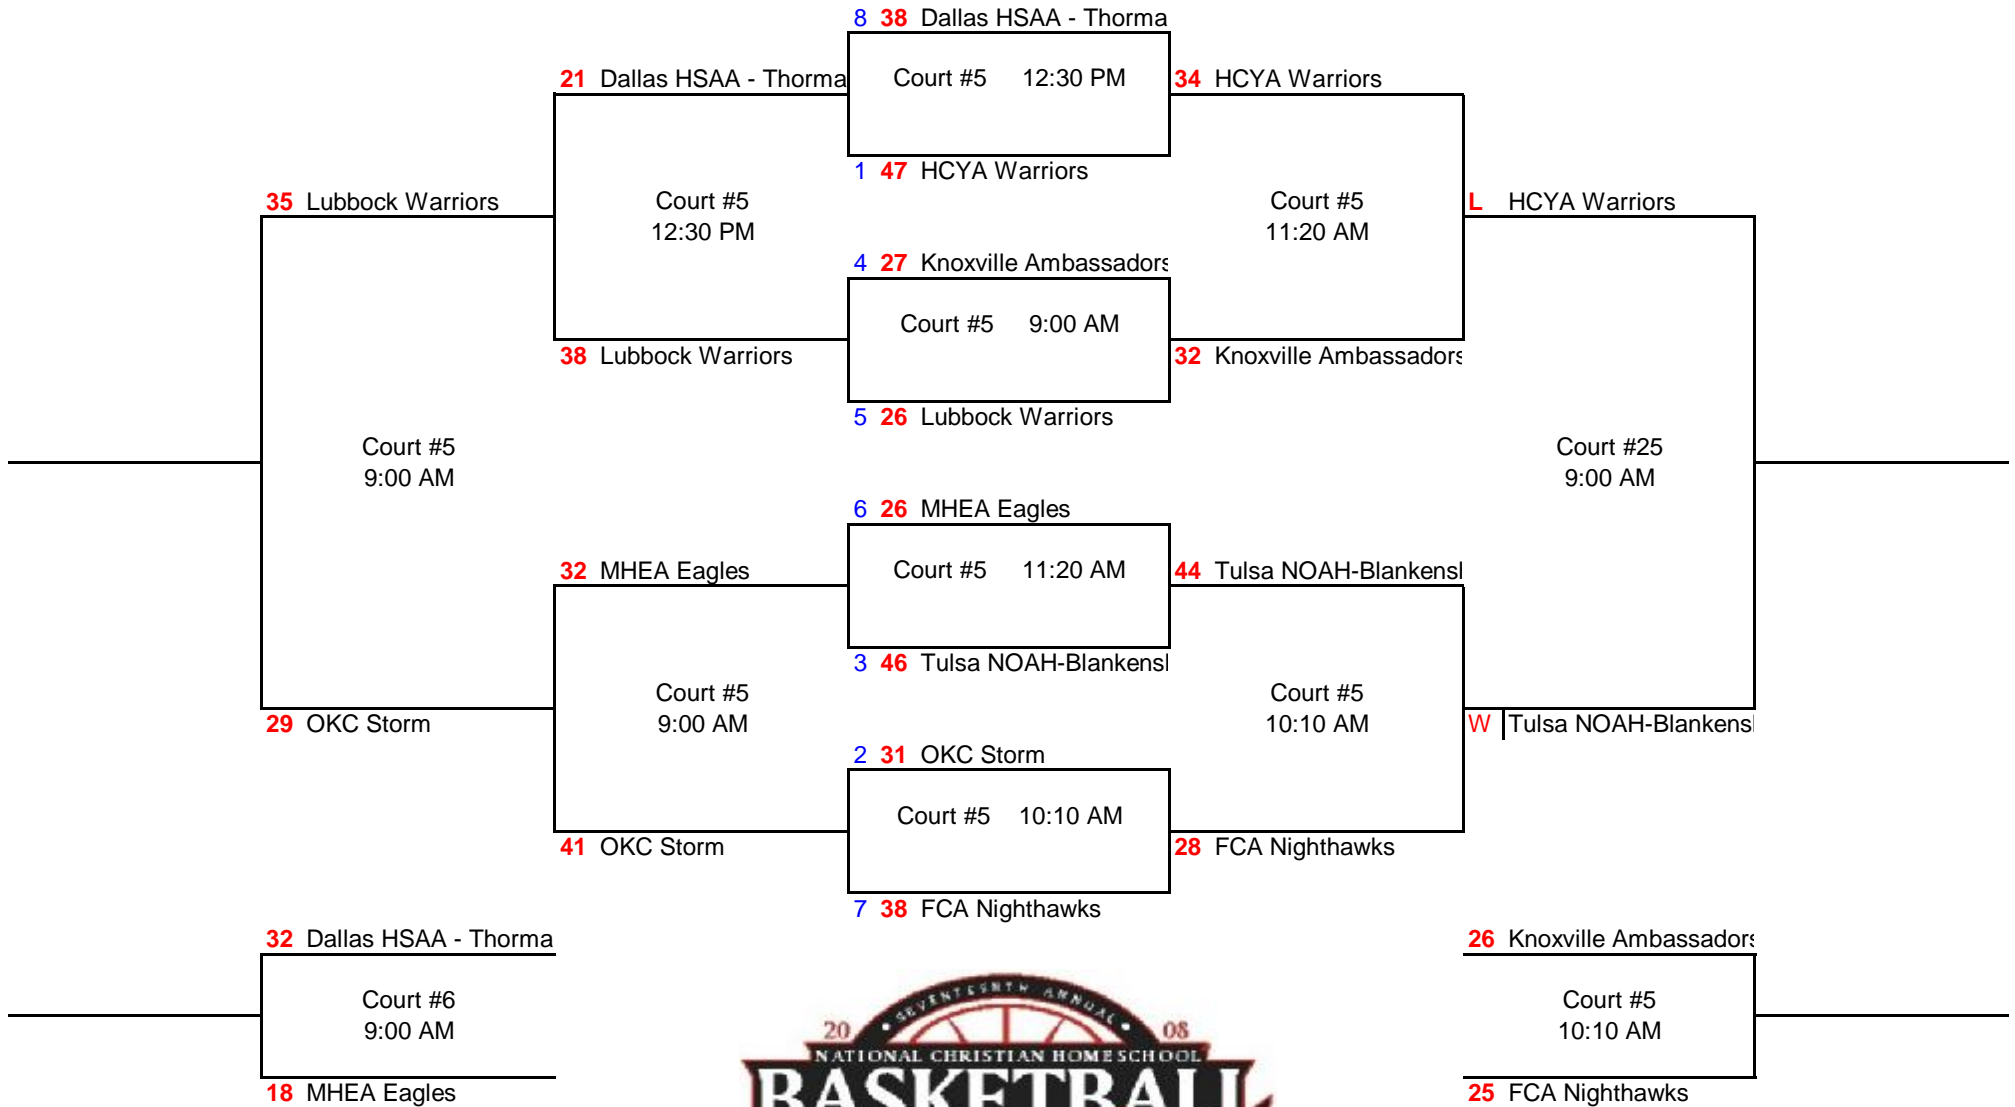 8 38 Dallas HSAA - Thorma
21 Dallas HSAA - Thorma
Court #5 12:30 PM
34 HCYA Warriors
1 47 HCYA Warriors
35 Lubbock Warriors
Court #5
12:30 PM
Court #5
11:20 AM
L HCYA Warriors
4 27 Knoxville Ambassadors
Court #5 9:00 AM
38 Lubbock Warriors
32 Knoxville Ambassadors
5 26 Lubbock Warriors
Court #5
9:00 AM
Court #25
9:00 AM
6 26 MHEA Eagles
32 MHEA Eagles
Court #5 11:20 AM
44 Tulsa NOAH-Blankensl
3 46 Tulsa NOAH-Blankensl
Court #5
9:00 AM
Court #5
10:10 AM
29 OKC Storm
W Tulsa NOAH-Blankensl
2 31 OKC Storm
Court #5 10:10 AM
41 OKC Storm
28 FCA Nighthawks
7 38 FCA Nighthawks
32 Dallas HSAA - Thorma
26 Knoxville Ambassadors
Court #6
9:00 AM
Court #5
10:10 AM
18 MHEA Eagles
25 FCA Nighthawks
SEVENTEENTH ANNUAL
20 08
NATIONAL CHRISTIAN HOMESCHOOL
BASKETBALL